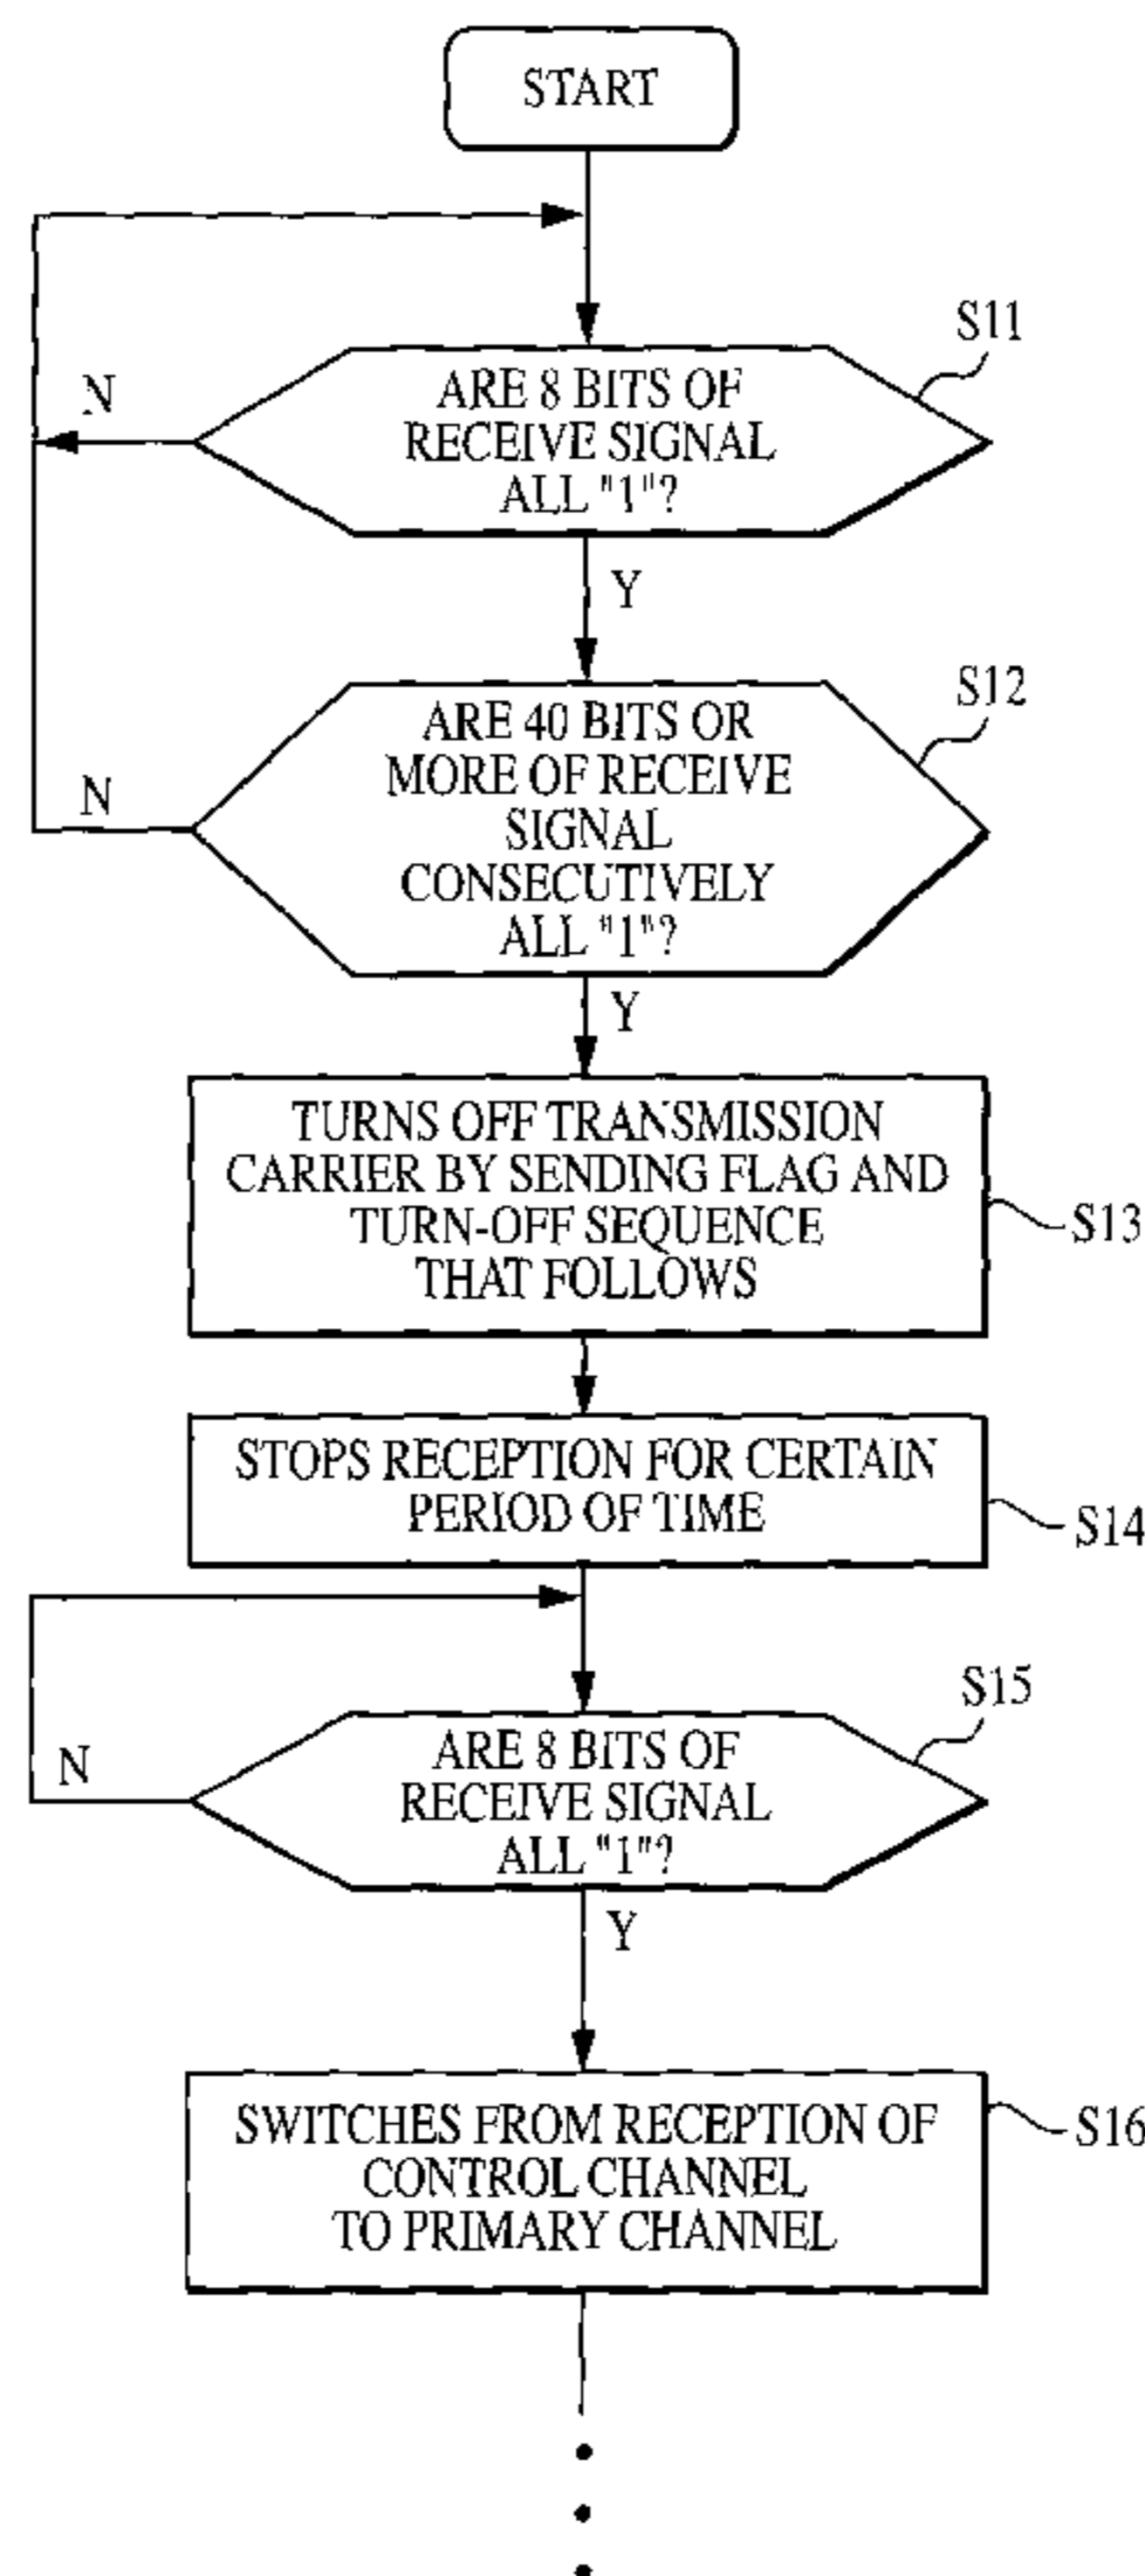 START
S11
ARE 8 BITS OF
RECEIVE SIGNAL
ALL "1"?
N
Y
S12
ARE 40 BITS OR
MORE OF RECEIVE
SIGNAL
CONSECUTIVELY
ALL "1"?
N
Y
TURNS OFF TRANSMISSION
CARRIER BY SENDING FLAG AND
TURN-OFF SEQUENCE
THAT FOLLOWS
S13
STOPS RECEPTION FOR CERTAIN
PERIOD OF TIME
S14
S15
ARE 8 BITS OF
RECEIVE SIGNAL
ALL "1"?
N
Y
SWITCHES FROM RECEPTION OF
CONTROL CHANNEL
TO PRIMARY CHANNEL
S16